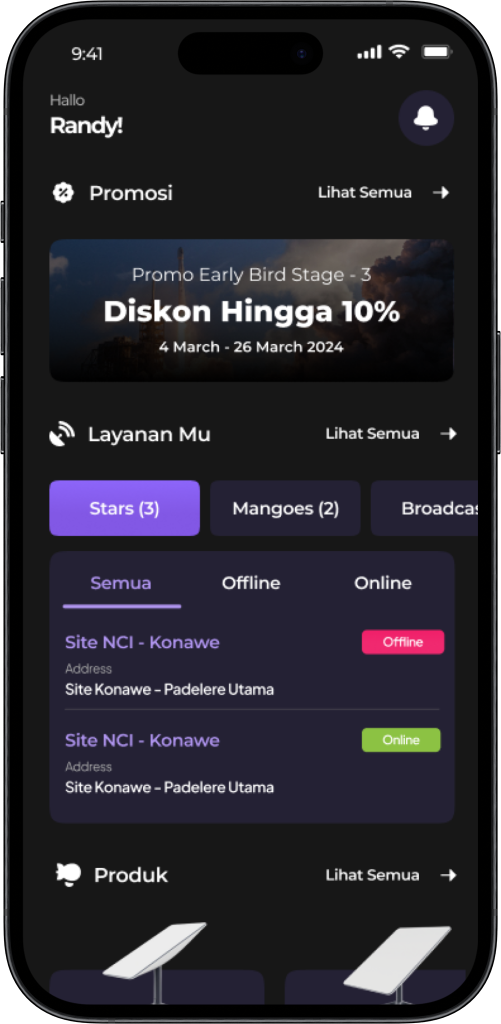 9:41
Hallo
Randy!
Promosi
Lihat Semua
Promo Early Bird Stage - 3
Diskon Hingga 10%
4 March - 26 March 2024
Layanan Mu
Lihat Semua
Stars (3)
Mangoes (2)
Broadcas
Semua
Offline
Online
Site NCI - Konawe
Offline
Address
Site Konawe - Padelere Utama
Site NCI - Konawe
Online
Address
Site Konawe - Padelere Utama
Produk
Lihat Semua